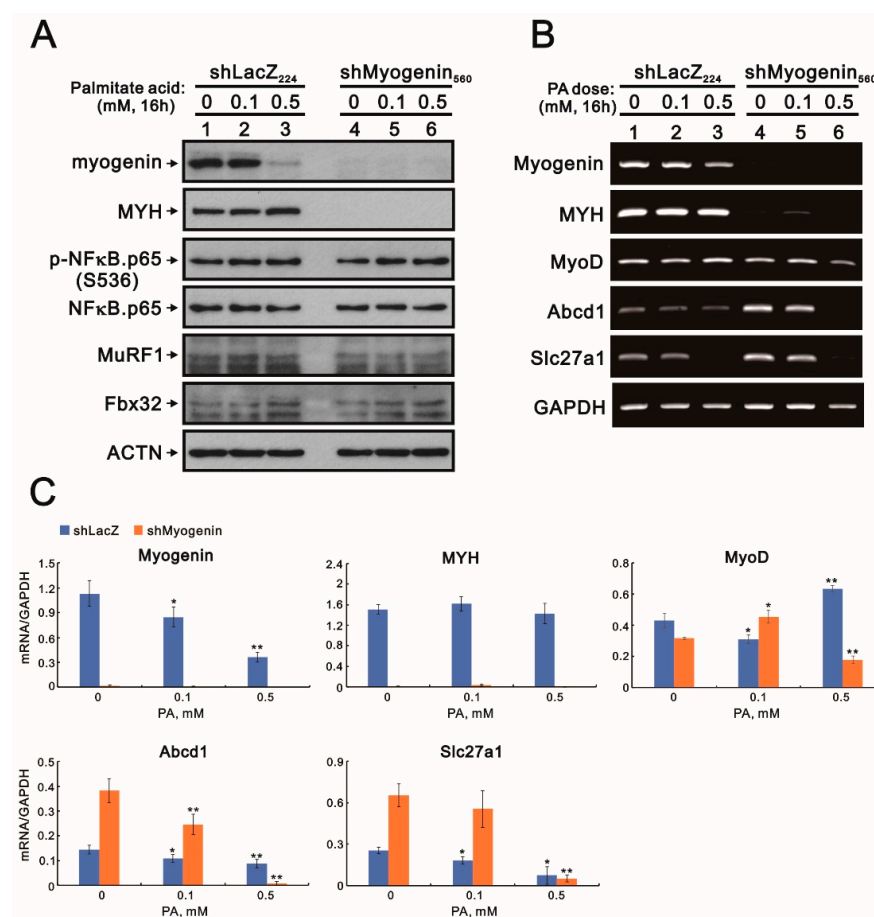 A
shLacZ224 shMyogenin560
Palmitate acid:
(mM, 16h)
0 0.1 0.5 0 0.1 0.5
1 2 3 4 5 6
myogenin
MYH
p-NFκB.p65
(S536)
NFκB.p65
MuRF1
Fbx32
ACTN
B
shLacZ224 shMyogenin560
PA dose:
(mM, 16h)
0 0.1 0.5 0 0.1 0.5
1 2 3 4 5 6
Myogenin
MYH
MyoD
Abcd1
Slc27a1
GAPDH
C
shLacZ shMyogenin
Myogenin
mRNA/GAPDH
1.5
1.2
0.9
0.6
0.3
0
* **
0 0.1 0.5
PA, mM
MYH
2.4
2.0
1.6
1.2
0.8
0.4
0
0 0.1 0.5
PA, mM
MyoD
0.8
0.6
0.4
0.2
0
* * ** **
0 0.1 0.5
PA, mM
Abcd1
mRNA/GAPDH
0.5
0.4
0.3
0.2
0.1
0
* ** ** **
0 0.1 0.5
PA, mM
Slc27a1
0.9
0.6
0.3
0
* * **
0 0.1 0.5
PA, mM